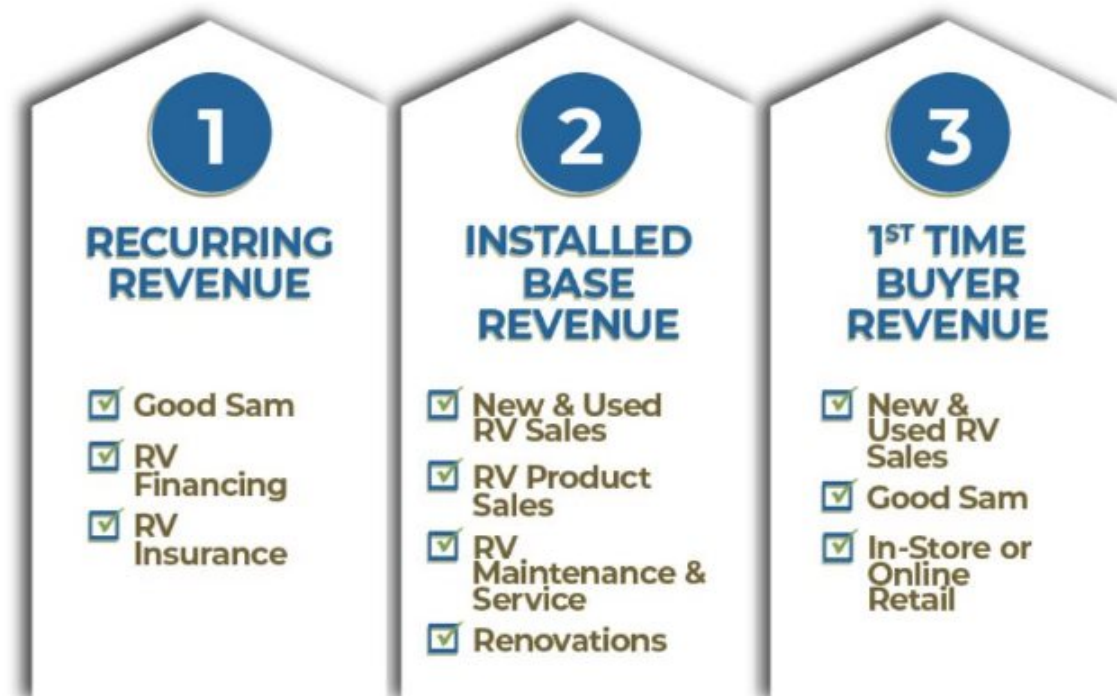 1
RECURRING
REVENUE
Good Sam
RV
Financing
RV
Insurance
2
INSTALLED
BASE
REVENUE
New & Used
RV Sales
RV Product
Sales
RV
Maintenance &
Service
Renovations
3
1ST TIME
BUYER
REVENUE
New &
Used RV
Sales
Good Sam
In-Store or
Online
Retail